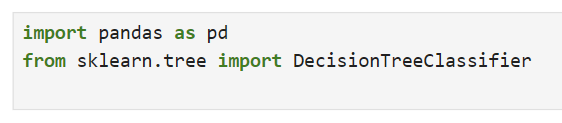 import pandas as pd
from sklearn.tree import DecisionTreeClassifier